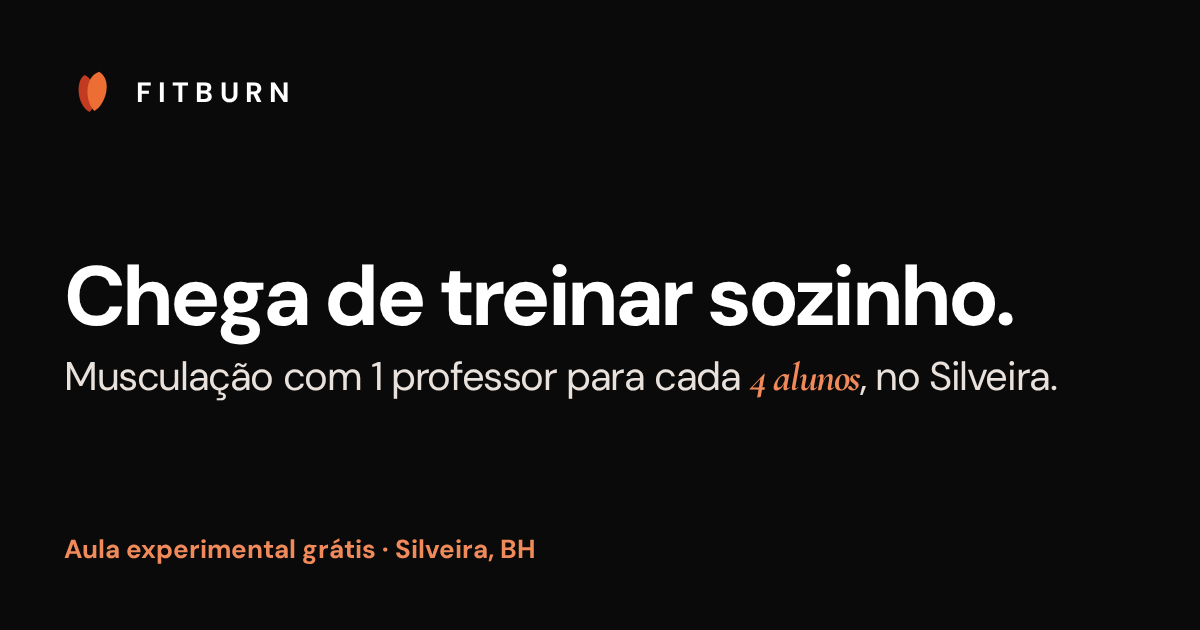 FITBURN
Chega de treinar sozinho.
Musculação com 1 professor para cada 4 alunos, no Silveira.
Aula experimental grátis · Silveira, BH